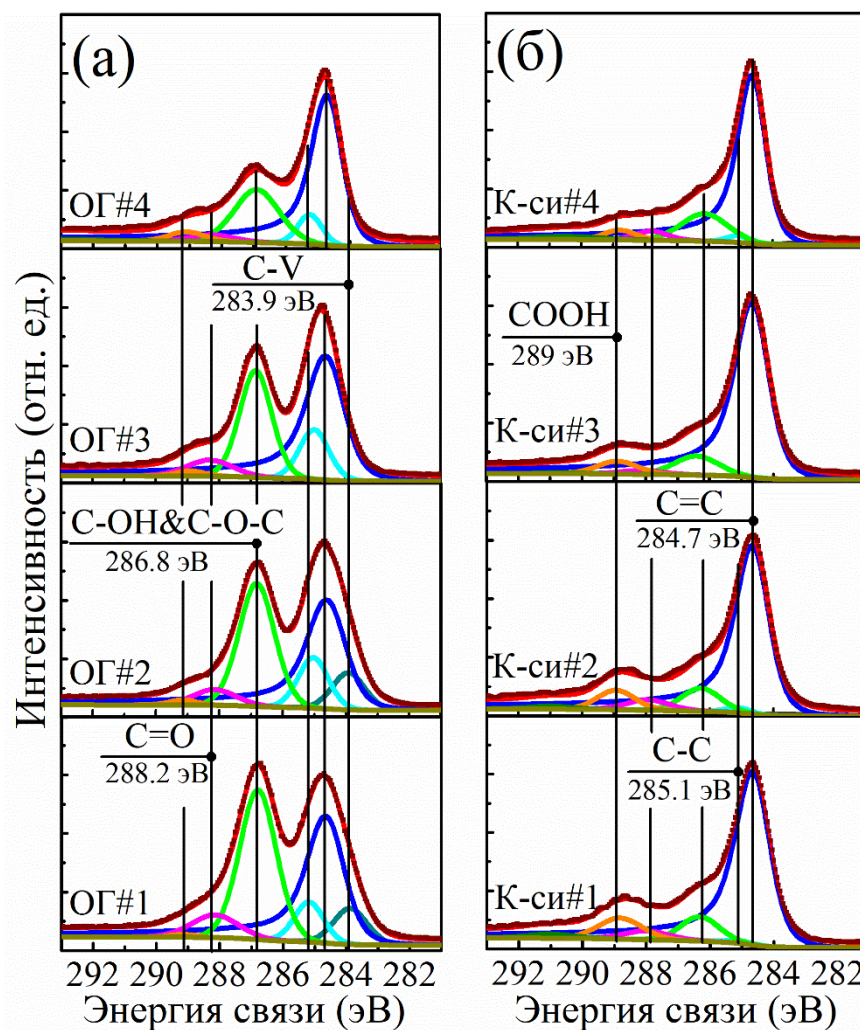 (а)
ОГ#4
C-V
283.9 эВ
ОГ#3
C-OH&C-O-C
286.8 эВ
ОГ#2
C=O
288.2 эВ
ОГ#1
292 290 288 286 284 282
Энергия связи (эВ)
Интенсивность (отн. ед.)
(б)
К-си#4
COOH
289 эВ
К-си#3
C=C
284.7 эВ
К-си#2
C-C
285.1 эВ
К-си#1
292 290 288 286 284 282
Энергия связи (эВ)